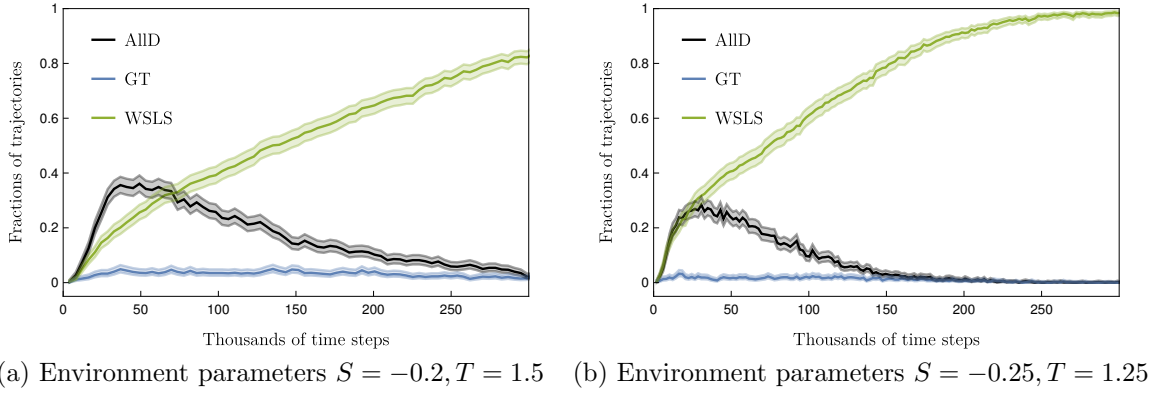 1
0.8
0.6
0.4
0.2
0
Fractions of trajectories
AllD
GT
WSLS
0 50 100 150 200 250
Thousands of time steps
(a) Environment parameters S = −0.2, T = 1.5
1
0.8
0.6
0.4
0.2
0
Fractions of trajectories
AllD
GT
WSLS
0 50 100 150 200 250
Thousands of time steps
(b) Environment parameters S = −0.25, T = 1.25